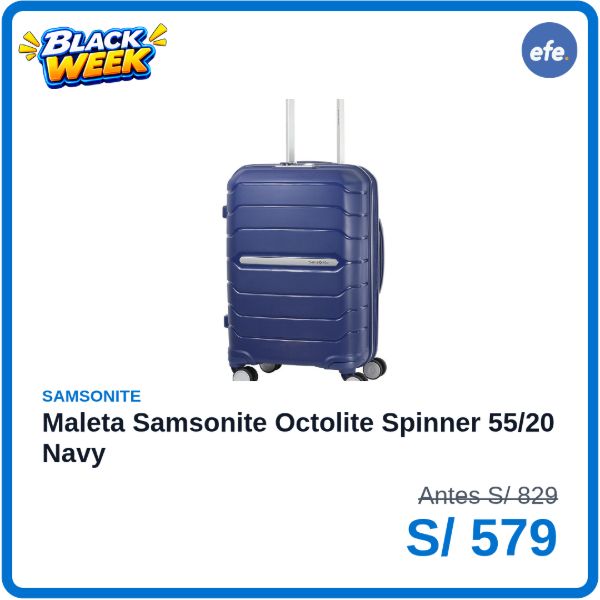 BLACK
WEEK
efe.
Samsonite
SAMSONITE
Maleta Samsonite Octolite Spinner 55/20
Navy
Antes S/ 829
S/ 579